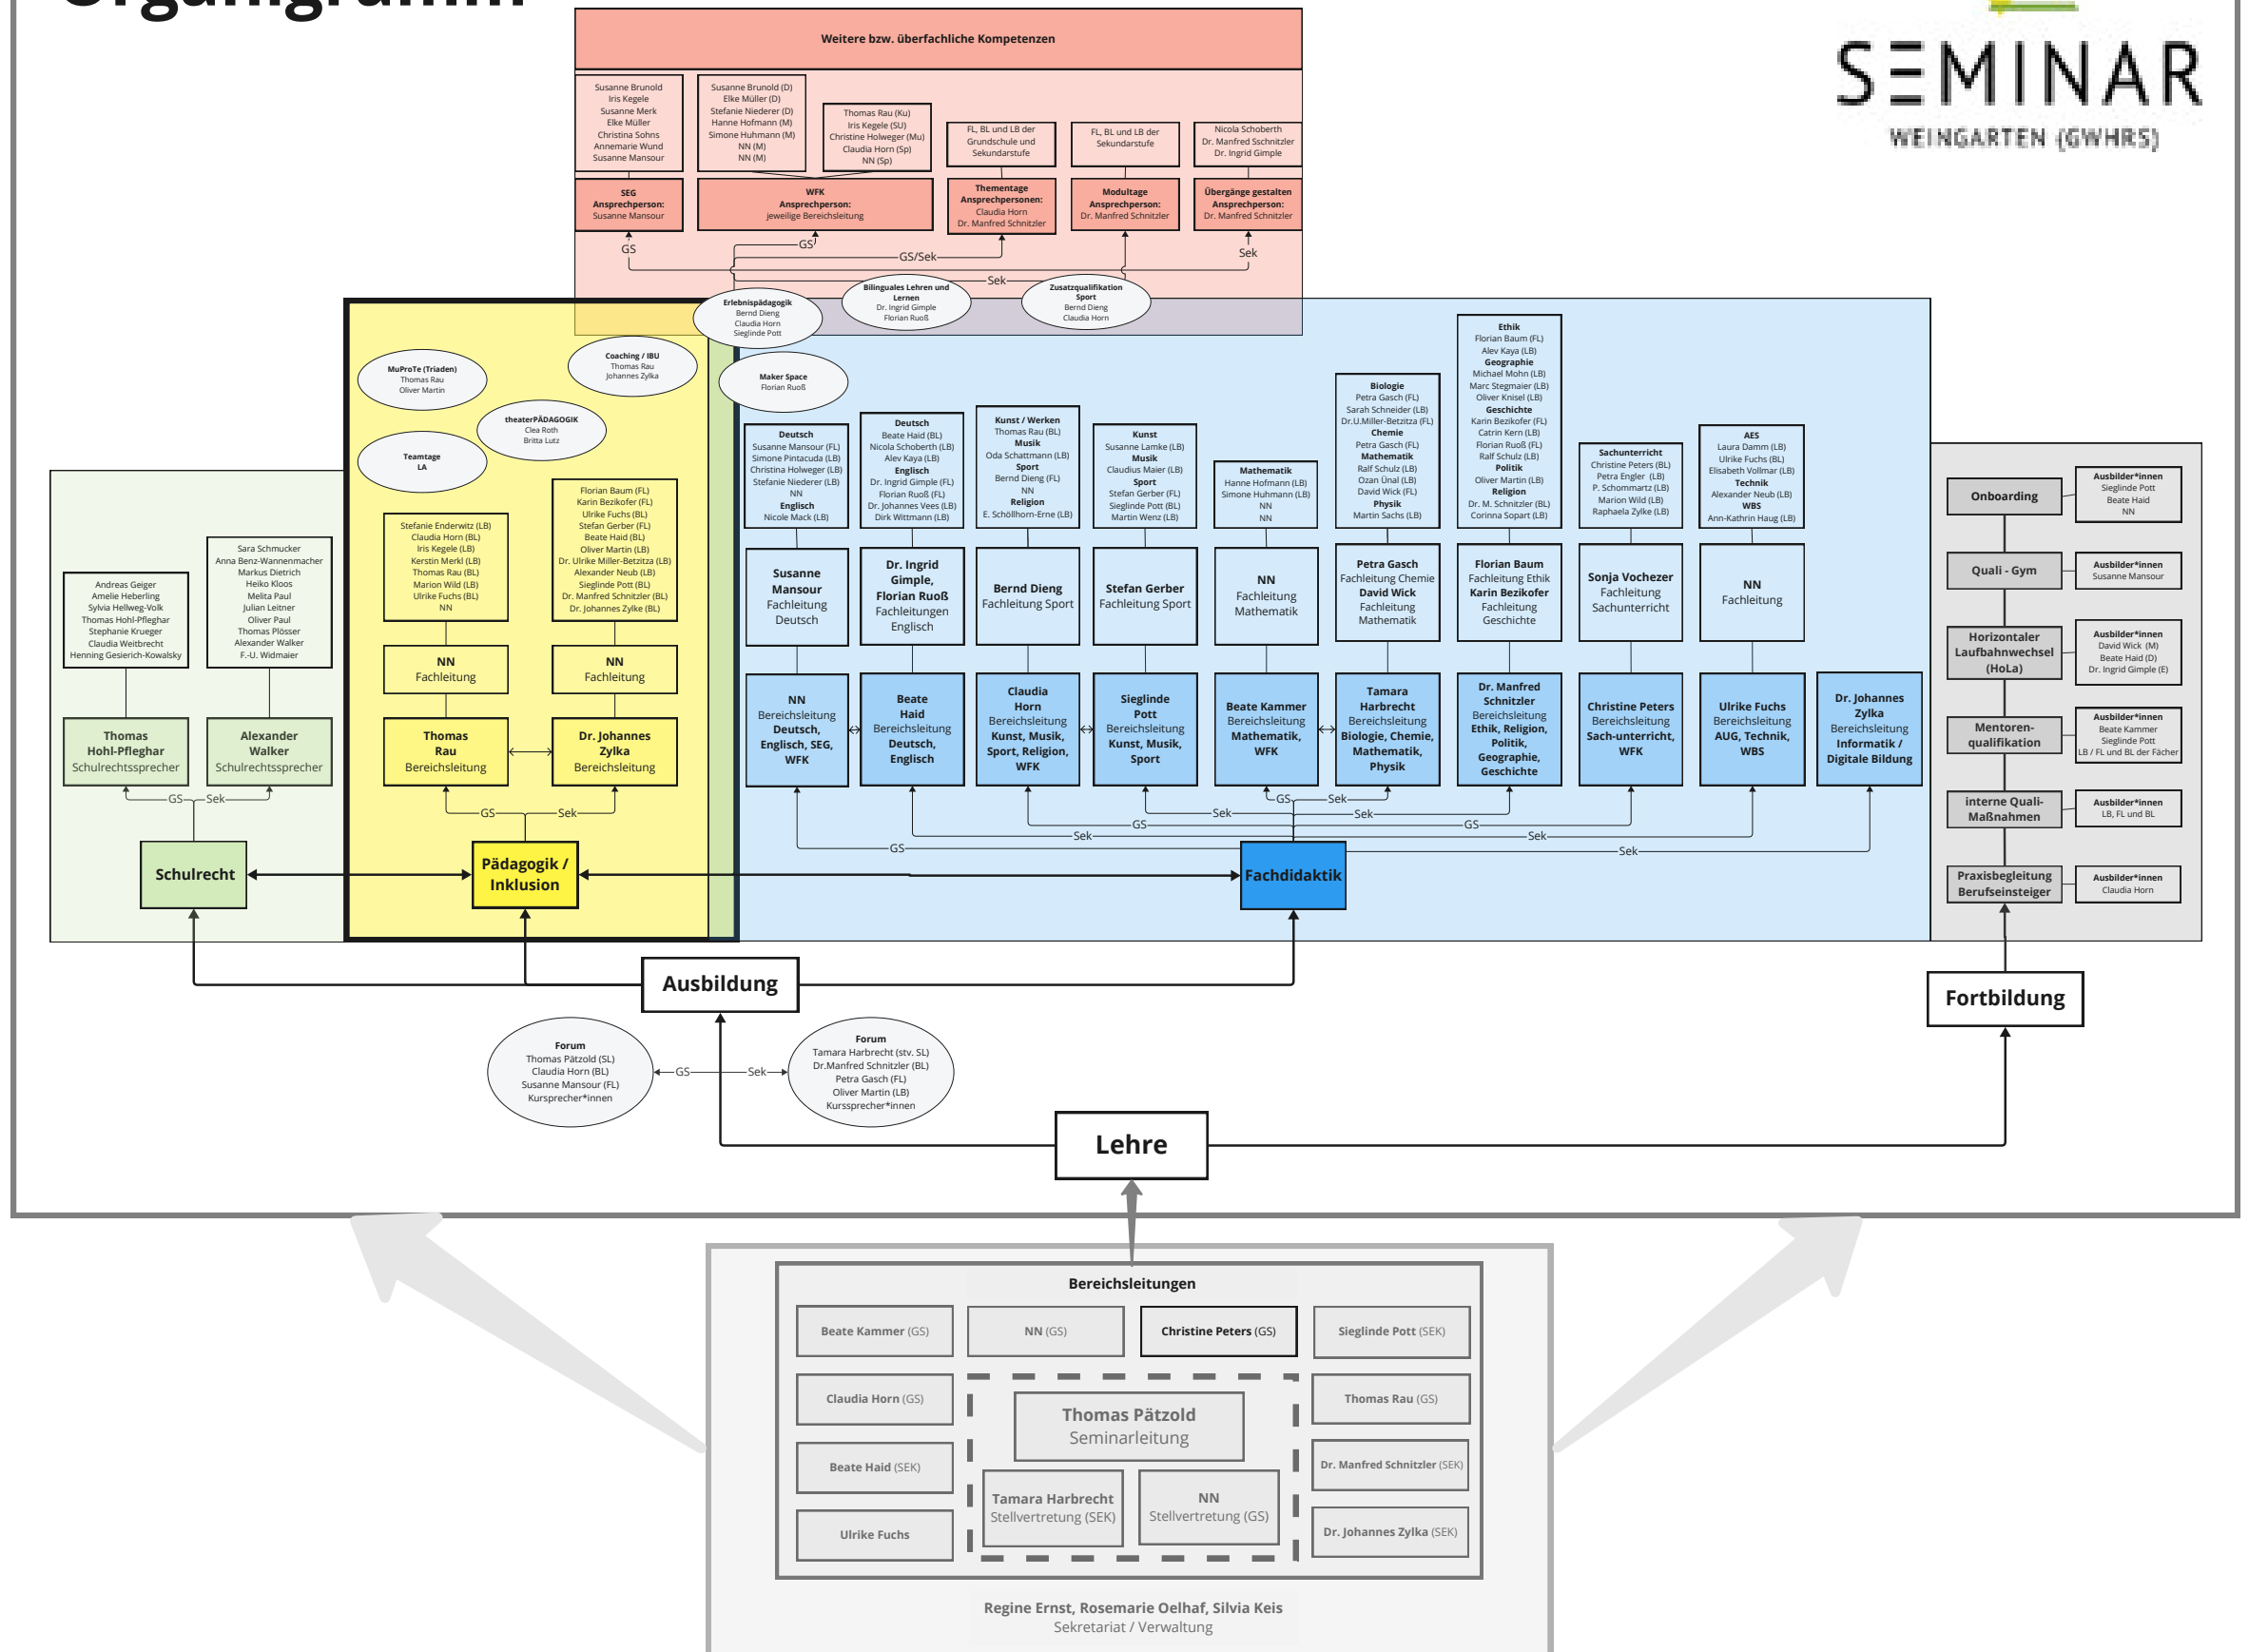 Organigramm
SEMINAR
WEINGARTEN (GWHRS)
Weitere bzw. überfachliche Kompetenzen
Susanne Brunold
Iris Kegele
Susanne Merk
Elke Müller
Christina Sohns
Annemarie Wund
Susanne Mansour
Susanne Brunold (D)
Elke Müller (D)
Stefanie Niederer (D)
Hanne Hofmann (M)
Simone Huhmann (M)
NN (M)
NN (M)
Thomas Rau (Ku)
Iris Kegele (SU)
Christine Holweger (Mu)
Claudia Horn (Sp)
NN (Sp)
FL, BL und LB der
Grundschule und
Sekundarstufe
FL, BL und LB der
Sekundarstufe
Nicola Schoberth
Dr. Manfred Sschnitzler
Dr. Ingrid Gimple
SEG
Ansprechperson:
Susanne Mansour
WFK
Ansprechperson:
jeweilige Bereichsleitung
Thementage
Ansprechpersonen:
Claudia Horn
Dr. Manfred Schnitzler
Modultage
Ansprechperson:
Dr. Manfred Schnitzler
Übergänge gestalten
Ansprechperson:
Dr. Manfred Schnitzler
GS
GS
GS/Sek
Sek
Sek
Erlebnispädagogik
Bernd Dieng
Claudia Horn
Sieglinde Pott
Bilinguales Lehren und
Lernen
Dr. Ingrid Gimple
Florian Ruoß
Zusatzqualifikation
Sport
Bernd Dieng
Claudia Horn
MuProTe (Triaden)
Thomas Rau
Oliver Martin
Coaching / IBU
Thomas Rau
Johannes Zylka
Maker Space
Florian Ruoß
theaterPÄDAGOGIK
Clea Roth
Britta Lutz
Teamtage
LA
Andreas Geiger
Amelie Heberling
Sylvia Hellweg-Volk
Thomas Hohl-Pfleghar
Stephanie Krueger
Claudia Weitbrecht
Henning Gesierich-Kowalsky
Sara Schmucker
Anna Benz-Wannenmacher
Markus Dietrich
Heiko Kloos
Melita Paul
Julian Leitner
Oliver Paul
Thomas Plösser
Alexander Walker
F.-U. Widmaier
Thomas
Hohl-Pfleghar
Schulrechtssprecher
Alexander
Walker
Schulrechtssprecher
GS
Sek
Schulrecht
Stefanie Enderwitz (LB)
Claudia Horn (BL)
Iris Kegele (LB)
Kerstin Merkl (LB)
Thomas Rau (BL)
Marion Wild (LB)
Ulrike Fuchs (BL)
NN
Florian Baum (FL)
Karin Bezikofer (FL)
Ulrike Fuchs (BL)
Stefan Gerber (FL)
Beate Haid (BL)
Oliver Martin (LB)
Dr. Ulrike Miller-Betzitza (LB)
Alexander Neub (LB)
Sieglinde Pott (BL)
Dr. Manfred Schnitzler (BL)
Dr. Johannes Zylke (BL)
NN
Fachleitung
NN
Fachleitung
Thomas
Rau
Bereichsleitung
Dr. Johannes
Zylka
Bereichsleitung
GS
Sek
Pädagogik /
Inklusion
Deutsch
Susanne Mansour (FL)
Simone Pintacuda (LB)
Christina Holweger (LB)
Stefanie Niederer (LB)
NN
Englisch
Nicole Mack (LB)
Deutsch
Beate Haid (BL)
Nicola Schoberth (LB)
Alev Kaya (LB)
Englisch
Dr. Ingrid Gimple (FL)
Florian Ruoß (FL)
Dr. Johannes Vees (LB)
Dirk Wittmann (LB)
Kunst / Werken
Thomas Rau (BL)
Musik
Oda Schattmann (LB)
Sport
Bernd Dieng (FL)
NN
Religion
E. Schöllhorn-Erne (LB)
Kunst
Susanne Lamke (LB)
Musik
Claudius Maier (LB)
Sport
Stefan Gerber (FL)
Sieglinde Pott (BL)
Martin Wenz (LB)
Mathematik
Hanne Hofmann (LB)
Simone Huhmann (LB)
NN
NN
Biologie
Petra Gasch (FL)
Sarah Schneider (LB)
Dr.U.Miller-Betzitza (FL)
Chemie
Petra Gasch (FL)
Mathematik
Ralf Schulz (LB)
Ozan Ünal (LB)
David Wick (FL)
Physik
Martin Sachs (LB)
Ethik
Florian Baum (FL)
Alev Kaya (LB)
Geographie
Michael Mohn (LB)
Marc Stegmaier (LB)
Oliver Knisel (LB)
Geschichte
Karin Bezikofer (FL)
Catrin Kern (LB)
Florian Ruoß (FL)
Ralf Schulz (LB)
Politik
Oliver Martin (LB)
Religion
Dr. M. Schnitzler (BL)
Corinna Sopart (LB)
Sachunterricht
Christine Peters (BL)
Petra Engler (LB)
P. Schommartz (LB)
Marion Wild (LB)
Raphaela Zylke (LB)
AES
Laura Damm (LB)
Ulrike Fuchs (BL)
Elisabeth Vollmar (LB)
Technik
Alexander Neub (LB)
WBS
Ann-Kathrin Haug (LB)
Susanne
Mansour
Fachleitung
Deutsch
Dr. Ingrid
Gimple,
Florian Ruoß
Fachleitungen
Englisch
Bernd Dieng
Fachleitung Sport
Stefan Gerber
Fachleitung Sport
NN
Fachleitung
Mathematik
Petra Gasch
Fachleitung Chemie
David Wick
Fachleitung
Mathematik
Florian Baum
Fachleitung Ethik
Karin Bezikofer
Fachleitung
Geschichte
Sonja Vochezer
Fachleitung
Sachunterricht
NN
Fachleitung
NN
Bereichsleitung
Deutsch,
Englisch, SEG,
WFK
Beate
Haid
Bereichsleitung
Deutsch,
Englisch
Claudia
Horn
Bereichsleitung
Kunst, Musik,
Sport, Religion,
WFK
Sieglinde
Pott
Bereichsleitung
Kunst, Musik,
Sport
Beate Kammer
Bereichsleitung
Mathematik,
WFK
Tamara
Harbrecht
Bereichsleitung
Biologie, Chemie,
Mathematik,
Physik
Dr. Manfred
Schnitzler
Bereichsleitung
Ethik, Religion,
Politik,
Geographie,
Geschichte
Christine Peters
Bereichsleitung
Sach-unterricht,
WFK
Ulrike Fuchs
Bereichsleitung
AUG, Technik,
WBS
Dr. Johannes
Zylka
Bereichsleitung
Informatik /
Digitale Bildung
GS
Sek
Sek
Sek
GS
GS
Sek
Sek
GS
Sek
Fachdidaktik
Onboarding
Ausbilder*innen
Sieglinde Pott
Beate Haid
NN
Quali - Gym
Ausbilder*innen
Susanne Mansour
Horizontaler
Laufbahnwechsel
(HoLa)
Ausbilder*innen
David Wick (M)
Beate Haid (D)
Dr. Ingrid Gimple (E)
Mentoren-
qualifikation
Ausbilder*innen
Beate Kammer
Sieglinde Pott
LB / FL und BL der Fächer
interne Quali-
Maßnahmen
Ausbilder*innen
LB, FL und BL
Praxisbegleitung
Berufseinsteiger
Ausbilder*innen
Claudia Horn
Ausbildung
Fortbildung
Forum
Thomas Pätzold (SL)
Claudia Horn (BL)
Susanne Mansour (FL)
Kursprecher*innen
GS
Sek
Forum
Tamara Harbrecht (stv. SL)
Dr.Manfred Schnitzler (BL)
Petra Gasch (FL)
Oliver Martin (LB)
Kurssprecher*innen
Lehre
Bereichsleitungen
Beate Kammer (GS)
NN (GS)
Christine Peters (GS)
Sieglinde Pott (SEK)
Claudia Horn (GS)
Thomas Rau (GS)
Beate Haid (SEK)
Dr. Manfred Schnitzler (SEK)
Ulrike Fuchs
Dr. Johannes Zylka (SEK)
Thomas Pätzold
Seminarleitung
Tamara Harbrecht
Stellvertretung (SEK)
NN
Stellvertretung (GS)
Regine Ernst, Rosemarie Oelhaf, Silvia Keis
Sekretariat / Verwaltung